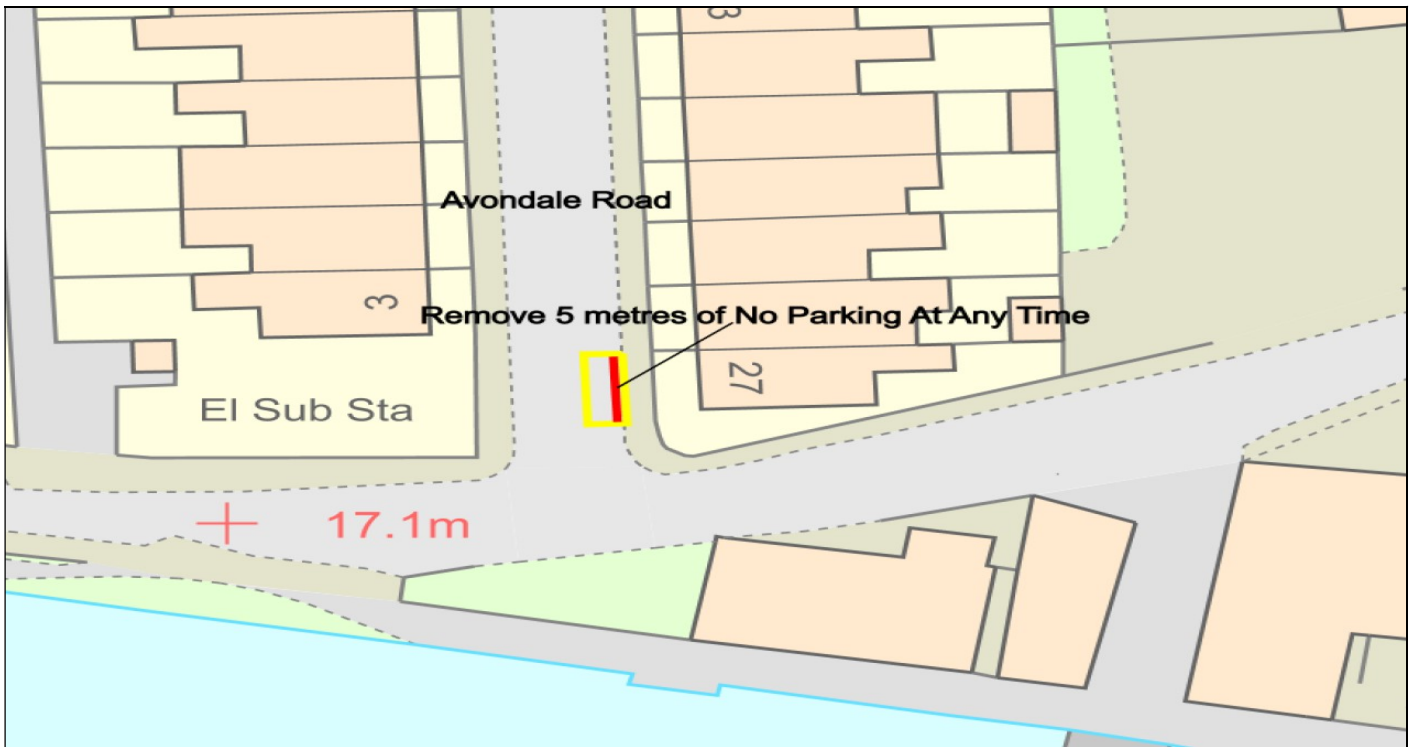 Avondale Road
3
Remove 5 metres of No Parking At Any Time
27
El Sub Sta
17.1m